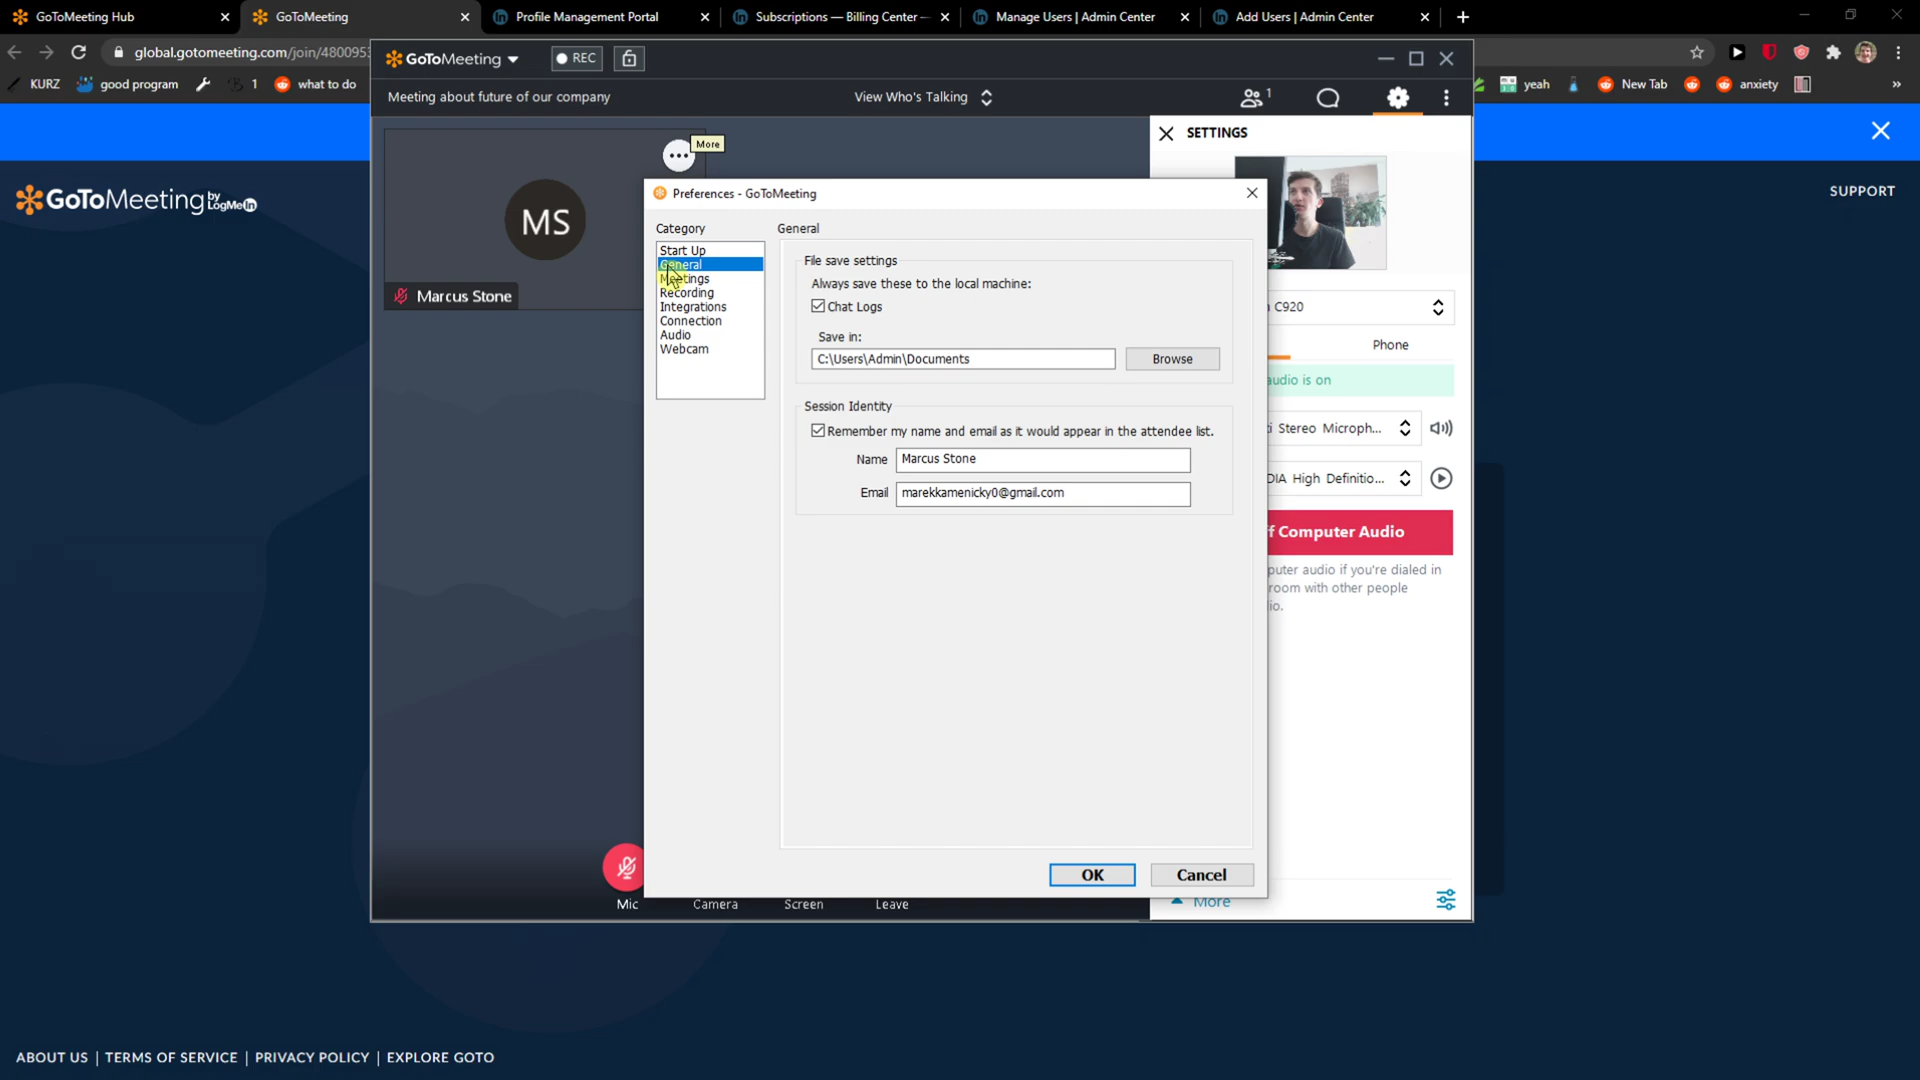 GoToMeeting Hub
GoToMeeting
Profile Management Portal
Subscriptions — Billing Center –
Manage Users | Admin Center
Add Users | Admin Center
global.gotomeeting.com/join/4800953
KURZ
good program
1
what to do
yeah
New Tab
anxiety
GoToMeeting
REC
Meeting about future of our company
View Who's Talking
1
SETTINGS
GoToMeeting by LogMeIn
SUPPORT
More
MS
Marcus Stone
Preferences - GoToMeeting
Category
General
Start Up
General
Meetings
Recording
Integrations
Connection
Audio
Webcam
File save settings
Always save these to the local machine:
Chat Logs
Save in:
C:\Users\Admin\Documents
Browse
Session Identity
Remember my name and email as it would appear in the attendee list.
Name
Marcus Stone
Email
marekkamenicky0@gmail.com
OK
Cancel
C920
Phone
audio is on
Stereo Microph...
DIA High Definitio...
Computer Audio
puter audio if you're dialed in
room with other people
io.
More
Mic
Camera
Screen
Leave
ABOUT US | TERMS OF SERVICE | PRIVACY POLICY | EXPLORE GOTO